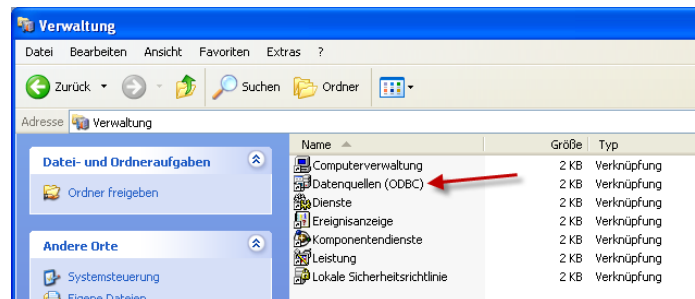 Verwaltung
Datei Bearbeiten Ansicht Favoriten Extras ?
Zurück Suchen Ordner
Adresse Verwaltung
Name Größe Typ
Datei- und Ordneraufgaben
Ordner freigeben
Andere Orte
Systemsteuerung
Eigene Dateien
Computerverwaltung 2 KB Verknüpfung
Datenquellen (ODBC) 2 KB Verknüpfung
Dienste 2 KB Verknüpfung
Ereignisanzeige 2 KB Verknüpfung
Komponentendienste 2 KB Verknüpfung
Leistung 2 KB Verknüpfung
Lokale Sicherheitsrichtlinie 2 KB Verknüpfung